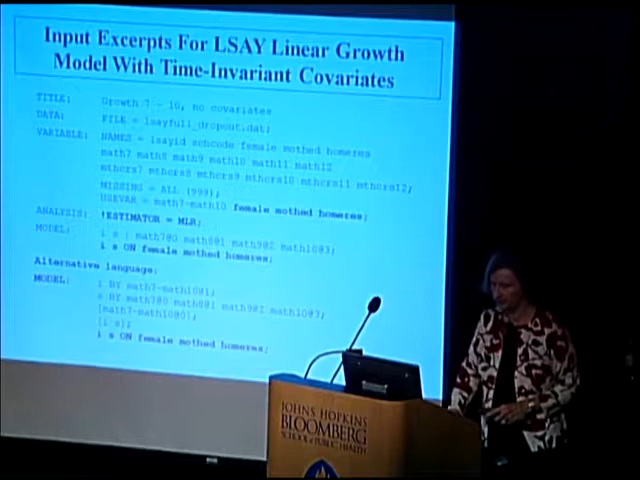 Input Excerpts For LSAY Linear Growth
Model With Time-Invariant Covariates
TITLE: Growth 7 - 10, no covariates
DATA: FILE = lsayfull_dropout.dat;
VARIABLE: NAMES = lsayid schcode female mothed homeres
math7 math8 math9 math10 math11 math12
mthcrs7 mthcrs8 mthcrs9 mthcrs10 mthcrs11 mthcrs12;
MISSING = ALL (999);
USEVAR = math7-math10 female mothed homeres;
ANALYSIS: !ESTIMATOR = MLR;
MODEL: i s | math7@0 math8@1 math9@2 math10@3;
i s ON female mothed homeres;
Alternative language:
MODEL: i BY math7-math10@1;
s BY math7@0 math8@1 math9@2 math10@3;
[math7-math10@0];
[i s];
i s ON female mothed homeres;
JOHNS HOPKINS
BLOOMBERG
SCHOOL of PUBLIC HEALTH